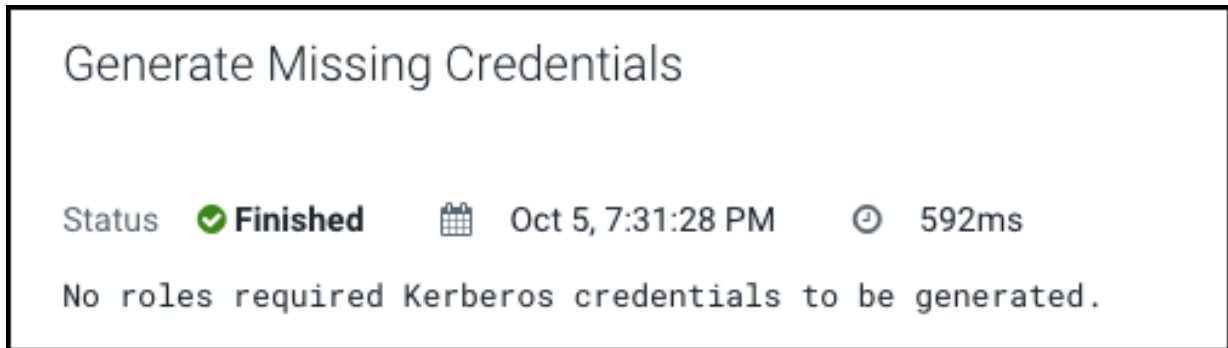 Generate Missing Credentials
Status Finished Oct 5, 7:31:28 PM 592ms
No roles required Kerberos credentials to be generated.